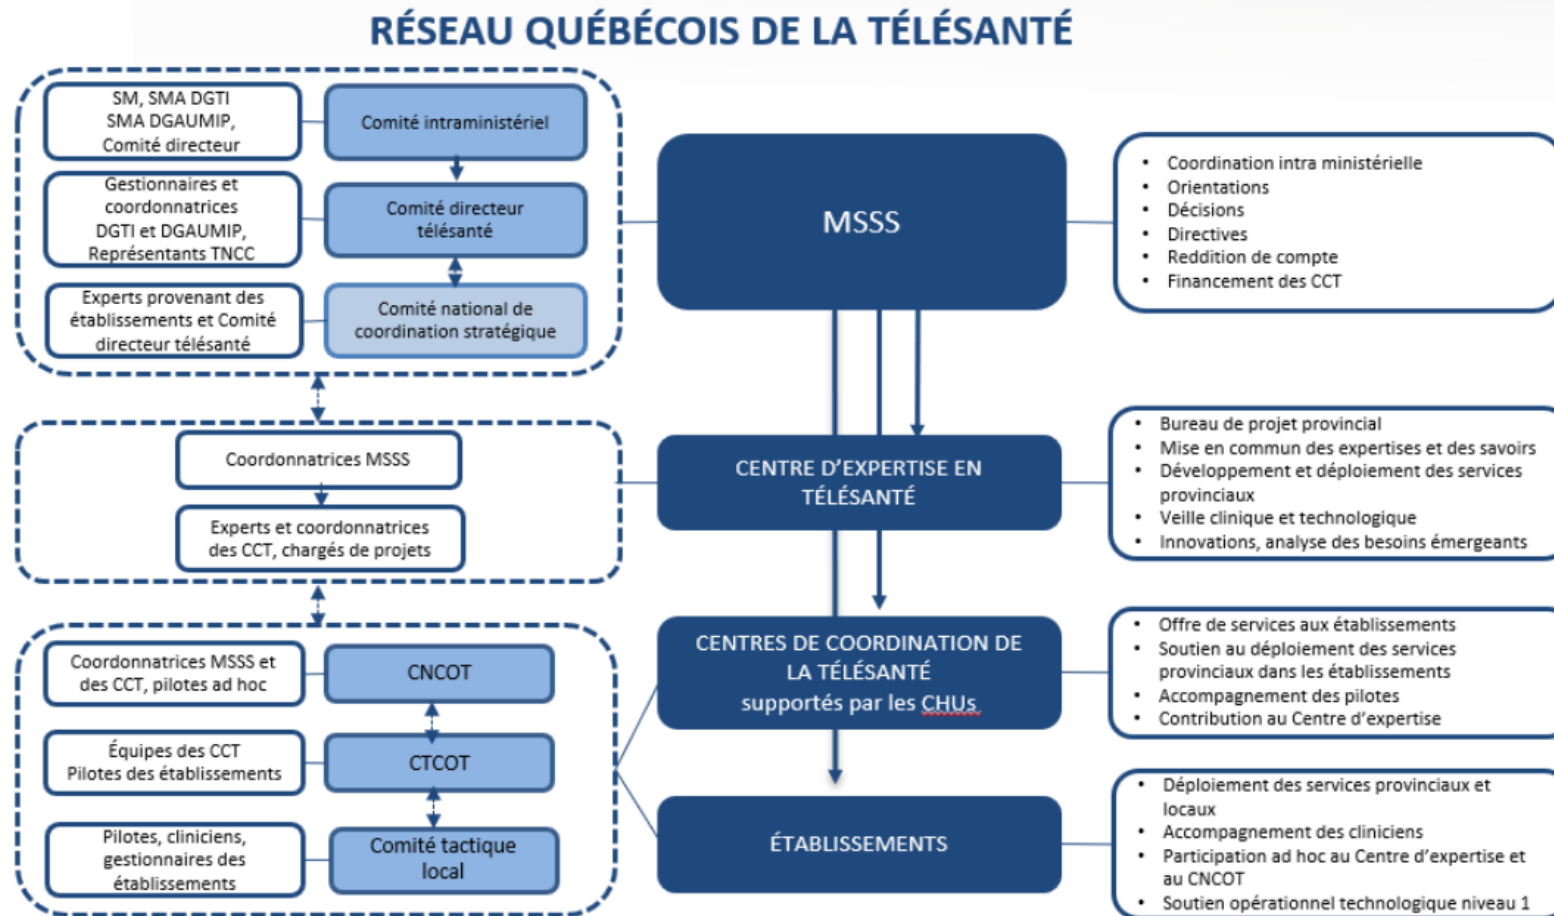 RÉSEAU QUÉBÉCOIS DE LA TÉLÉSANTÉ
SM, SMA DGTI
SMA DGAUMIP,
Comité directeur
Comité intraministériel
Gestionnaires et
coordonnatrices
DGTI et DGAUMIP,
Représentants TNCC
Comité directeur
télésanté
Experts provenant des
établissements et Comité
directeur télésanté
Comité national de
coordination stratégique
MSSS
• Coordination intra ministérielle
• Orientations
• Décisions
• Directives
• Reddition de compte
• Financement des CCT
Coordonnatrices MSSS
Experts et coordonnatrices
des CCT, chargés de projets
CENTRE D'EXPERTISE EN
TÉLÉSANTÉ
• Bureau de projet provincial
• Mise en commun des expertises et des savoirs
• Développement et déploiement des services
provinciaux
• Veille clinique et technologique
• Innovations, analyse des besoins émergeants
Coordonnatrices MSSS et
des CCT, pilotes ad hoc
CNCOT
Équipes des CCT
Pilotes des établissements
CTCOT
Pilotes, cliniciens,
gestionnaires des
établissements
Comité tactique
local
CENTRES DE COORDINATION DE
LA TÉLÉSANTÉ
supportés par les CHUs
• Offre de services aux établissements
• Soutien au déploiement des services
provinciaux dans les établissements
• Accompagnement des pilotes
• Contribution au Centre d'expertise
ÉTABLISSEMENTS
• Déploiement des services provinciaux et
locaux
• Accompagnement des cliniciens
• Participation ad hoc au Centre d'expertise et
au CNCOT
• Soutien opérationnel technologique niveau 1